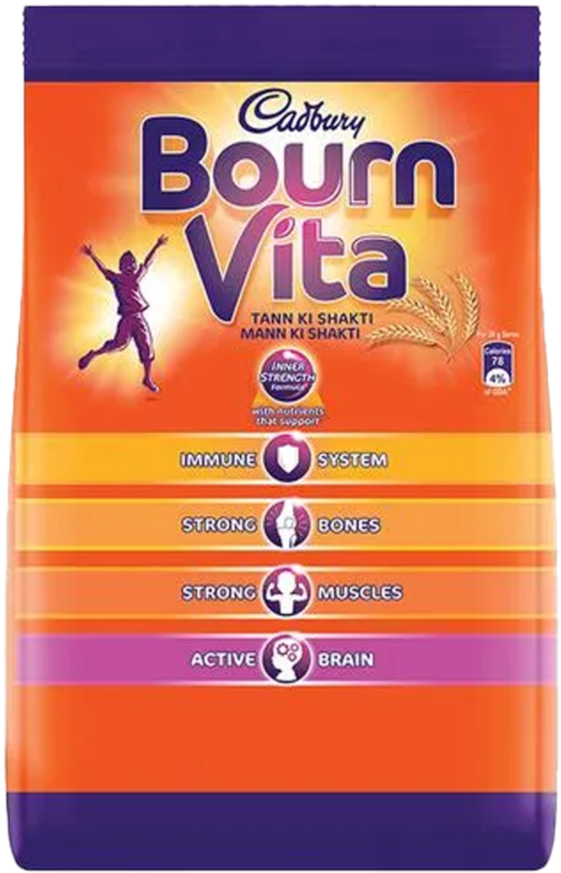 Cadbury
Bourn
Vita
TANN KI SHAKTI
MANN KI SHAKTI
INNER
STRENGTH
Formula
with nutrients
that support
Calories
78
4%
IMMUNE SYSTEM
STRONG BONES
STRONG MUSCLES
ACTIVE BRAIN